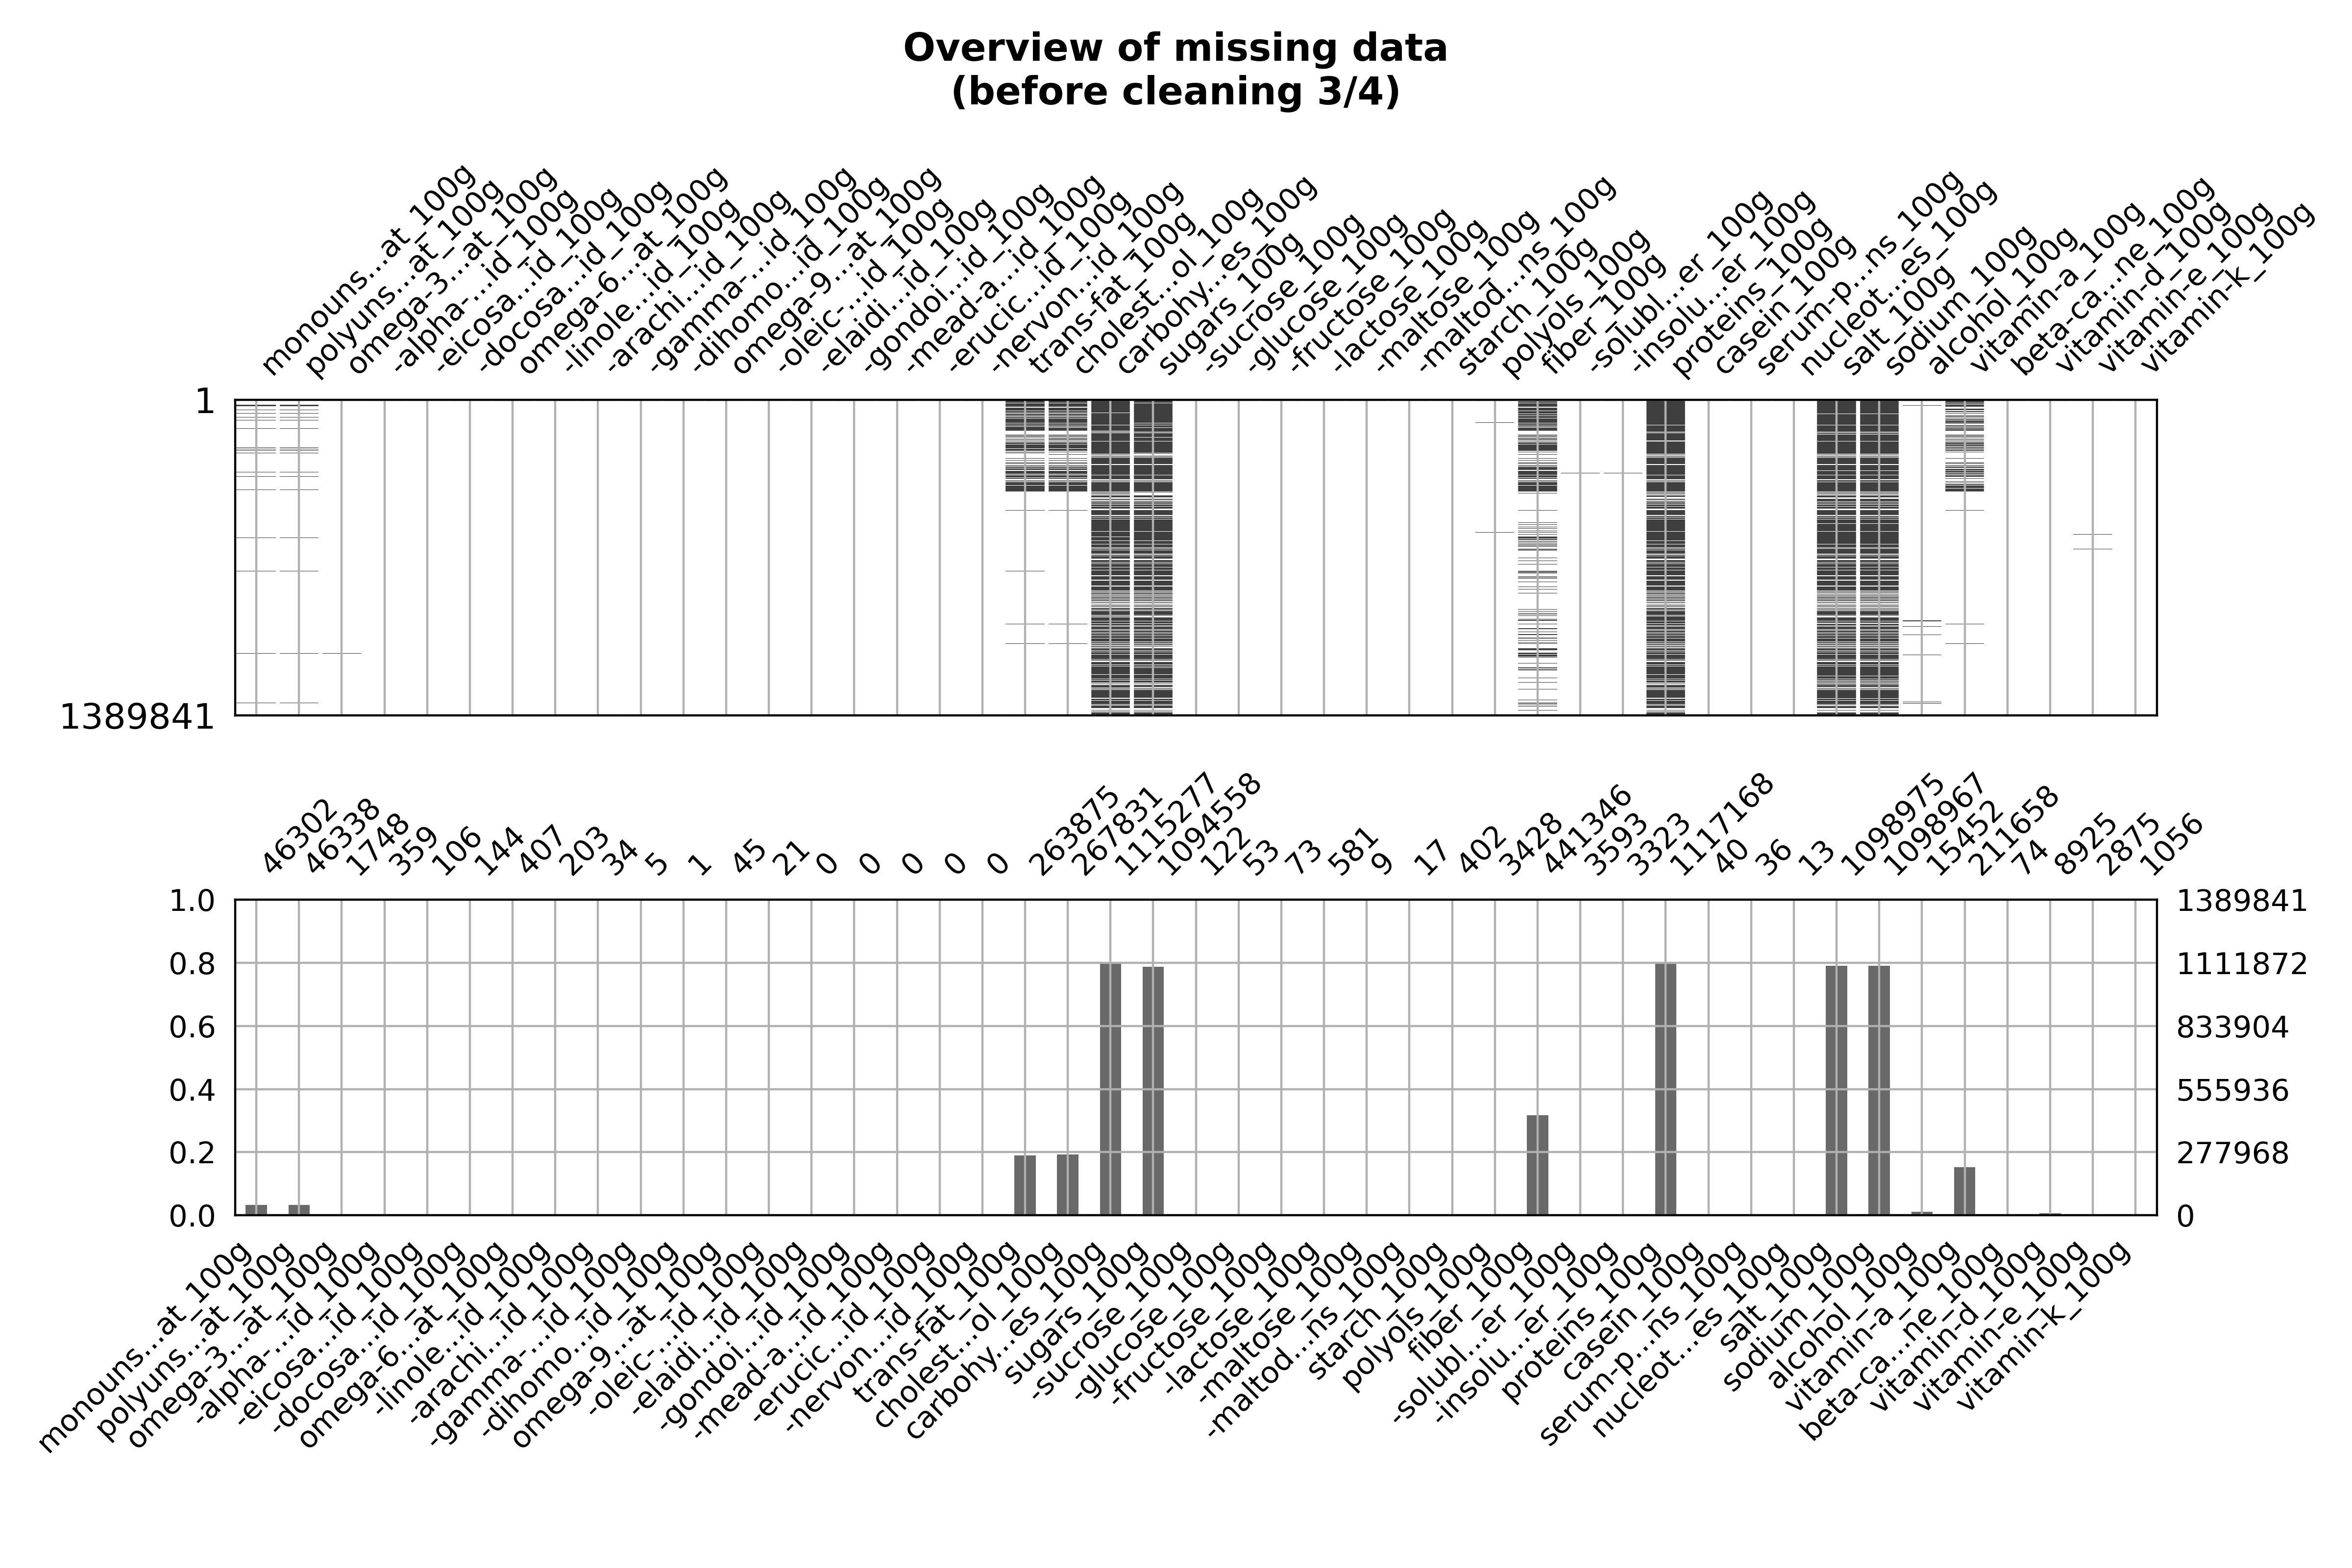 Overview of missing data
(before cleaning 3/4)
monouns...at_100g
polyuns...at_100g
omega-3...at_100g
-alpha-...id_100g
-eicosa...id_100g
-docosa...id_100g
omega-6...at_100g
-linole...id_100g
-arachi...id_100g
-gamma-...id_100g
-dihomo...id_100g
omega-9...at_100g
-oleic-...id_100g
-elaidi...id_100g
-gondoi...id_100g
-mead-a...id_100g
-erucic...id_100g
-nervon...id_100g
trans-fat_100g
cholest...ol_100g
carbohy...es_100g
sugars_100g
-sucrose_100g
-glucose_100g
-fructose_100g
-lactose_100g
-maltose_100g
-maltod...ns_100g
starch_100g
polyols_100g
fiber_100g
-solubl...er_100g
-insolu...er_100g
proteins_100g
casein_100g
serum-p...ns_100g
nucleot...es_100g
salt_100g
sodium_100g
alcohol_100g
vitamin-a_100g
beta-ca...ne_100g
vitamin-d_100g
vitamin-e_100g
vitamin-k_100g
1
1389841
46302
46338
1748
359
106
144
407
203
34
5
1
45
21
0
0
0
0
0
263875
267831
1115277
1094558
122
53
73
581
9
17
402
3428
441346
3593
3323
1117168
40
36
13
1098975
1098967
15452
211658
74
8925
2875
1056
1.0 1389841
0.8 1111872
0.6 833904
0.4 555936
0.2 277968
0.0 0
monouns...at_100g
polyuns...at_100g
omega-3...at_100g
-alpha-...id_100g
-eicosa...id_100g
-docosa...id_100g
omega-6...at_100g
-linole...id_100g
-arachi...id_100g
-gamma-...id_100g
-dihomo...id_100g
omega-9...at_100g
-oleic-...id_100g
-elaidi...id_100g
-gondoi...id_100g
-mead-a...id_100g
-erucic...id_100g
-nervon...id_100g
trans-fat_100g
cholest...ol_100g
carbohy...es_100g
sugars_100g
-sucrose_100g
-glucose_100g
-fructose_100g
-lactose_100g
-maltose_100g
-maltod...ns_100g
starch_100g
polyols_100g
fiber_100g
-solubl...er_100g
-insolu...er_100g
proteins_100g
casein_100g
serum-p...ns_100g
nucleot...es_100g
salt_100g
sodium_100g
alcohol_100g
vitamin-a_100g
beta-ca...ne_100g
vitamin-d_100g
vitamin-e_100g
vitamin-k_100g